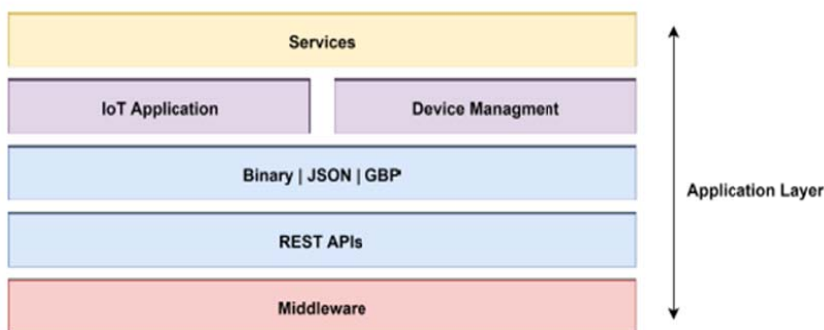 Services
IoT Application
Device Managment
Binary | JSON | GBP*
REST APIs
Middleware
Application Layer